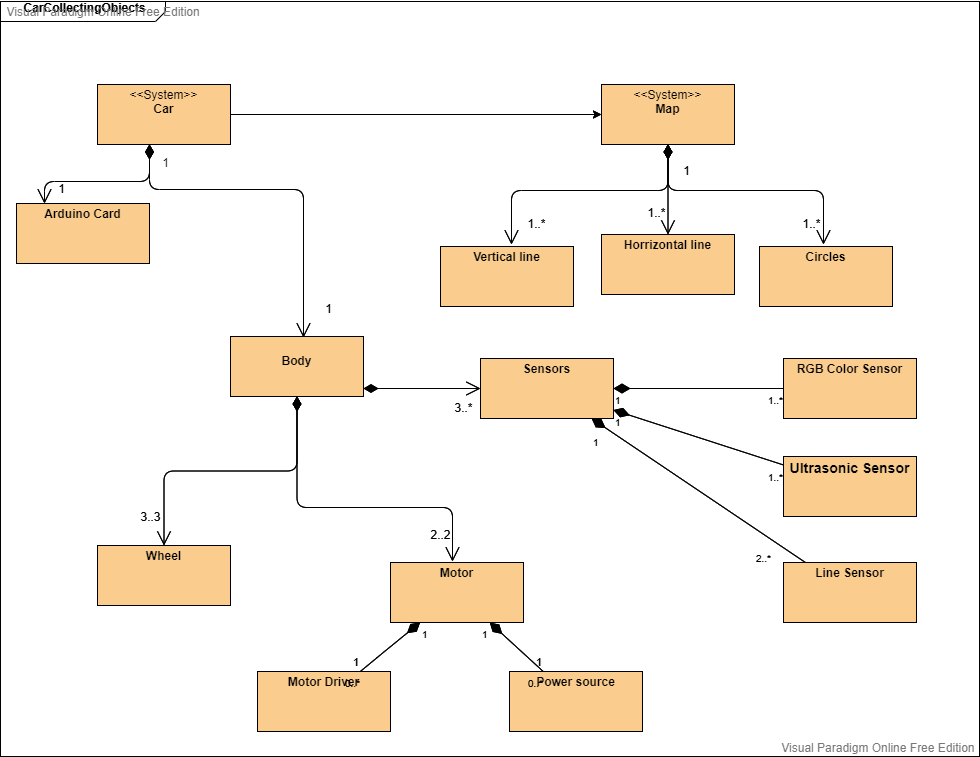 CarCollectingObjects
Visual Paradigm Online Free Edition
<<System>>
Car
<<System>>
Map
1
1
1
1..*
1..*
1..*
Arduino Card
Vertical line
Horrizontal line
Circles
1
Body
Sensors
RGB Color Sensor
3..*
1
1..*
1
1
Ultrasonic Sensor
1..*
3..3
2..2
2..*
Wheel
Motor
Line Sensor
1
1
1
1
Motor Driver
0..*
0..*
Power source
Visual Paradigm Online Free Edition